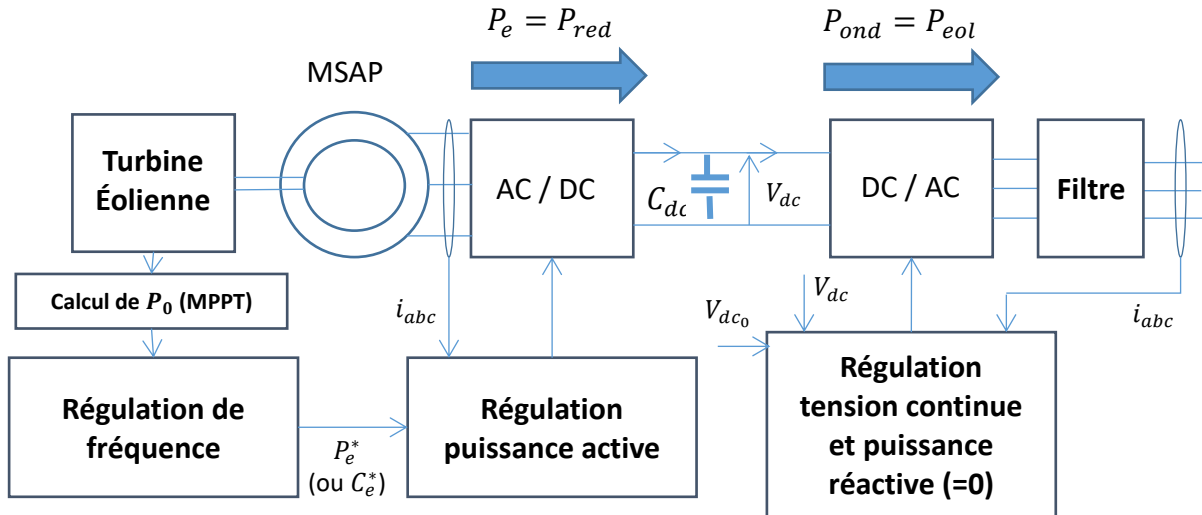 P_e = P_red
P_ond = P_eol
MSAP
Turbine
Éolienne
AC / DC
C_dc
V_dc
DC / AC
Filtre
Calcul de P_0 (MPPT)
i_abc
V_dc_0
V_dc
i_abc
Régulation de
fréquence
P_e^*
(ou C_e^*)
Régulation
puissance active
Régulation
tension continue
et puissance
réactive (=0)